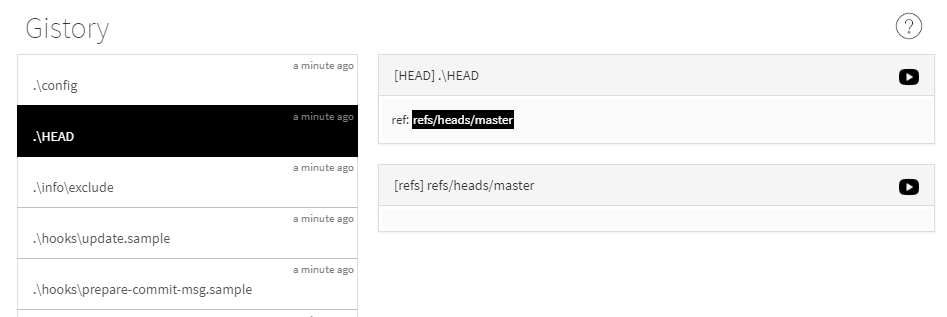 Gistory
?
a minute ago
.\config
a minute ago
.\HEAD
a minute ago
.\info\exclude
a minute ago
.\hooks\update.sample
a minute ago
.\hooks\prepare-commit-msg.sample
[HEAD] .\HEAD
ref: refs/heads/master
[refs] refs/heads/master